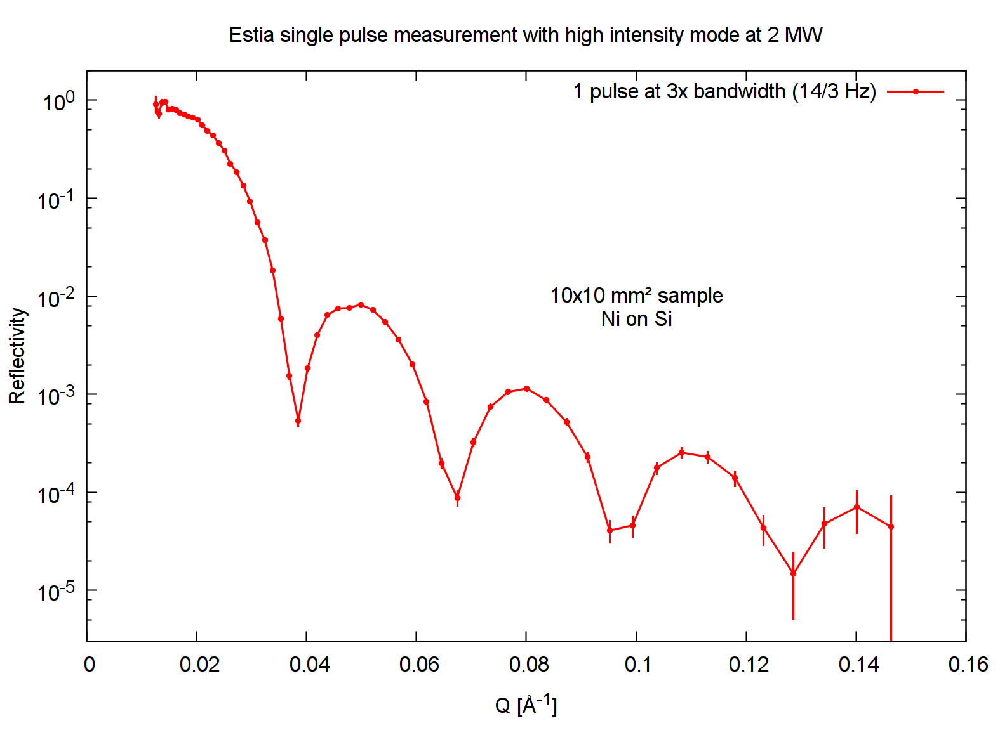 Estia single pulse measurement with high intensity mode at 2 MW
1 pulse at 3x bandwidth (14/3 Hz)
10⁰
10⁻¹
10⁻²
10⁻³
10⁻⁴
10⁻⁵
Reflectivity
10x10 mm² sample
Ni on Si
0 0.02 0.04 0.06 0.08 0.1 0.12 0.14 0.16
Q [Å⁻¹]